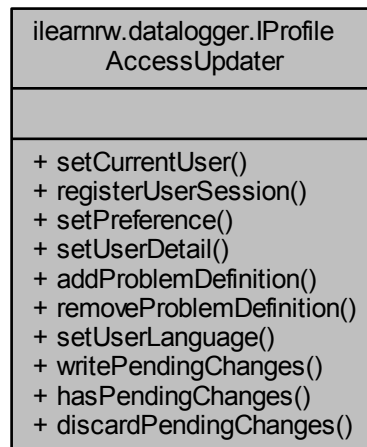 ilearnrw.datalogger.IProfile
AccessUpdater
+ setCurrentUser()
+ registerUserSession()
+ setPreference()
+ setUserDetail()
+ addProblemDefinition()
+ removeProblemDefinition()
+ setUserLanguage()
+ writePendingChanges()
+ hasPendingChanges()
+ discardPendingChanges()